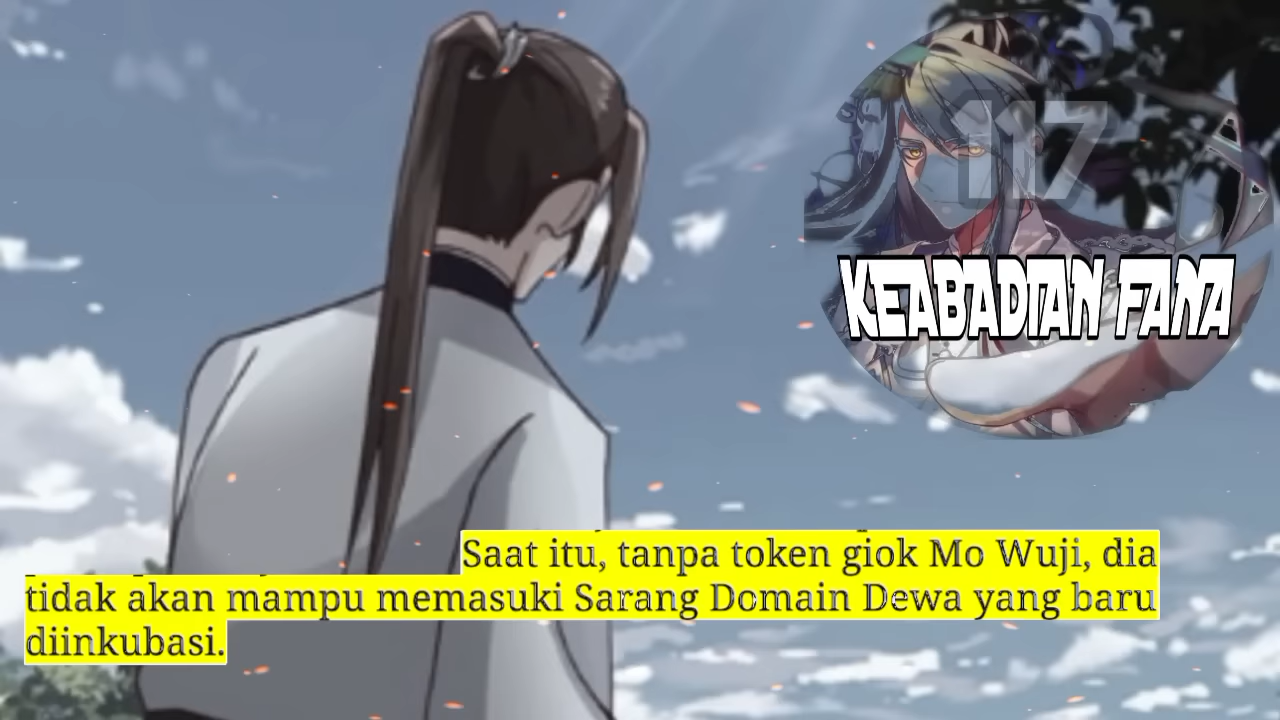 117
KEABADIAN FANA
Saat itu, tanpa token giok Mo Wuji, dia
tidak akan mampu memasuki Sarang Domain Dewa yang baru
diinkubasi.